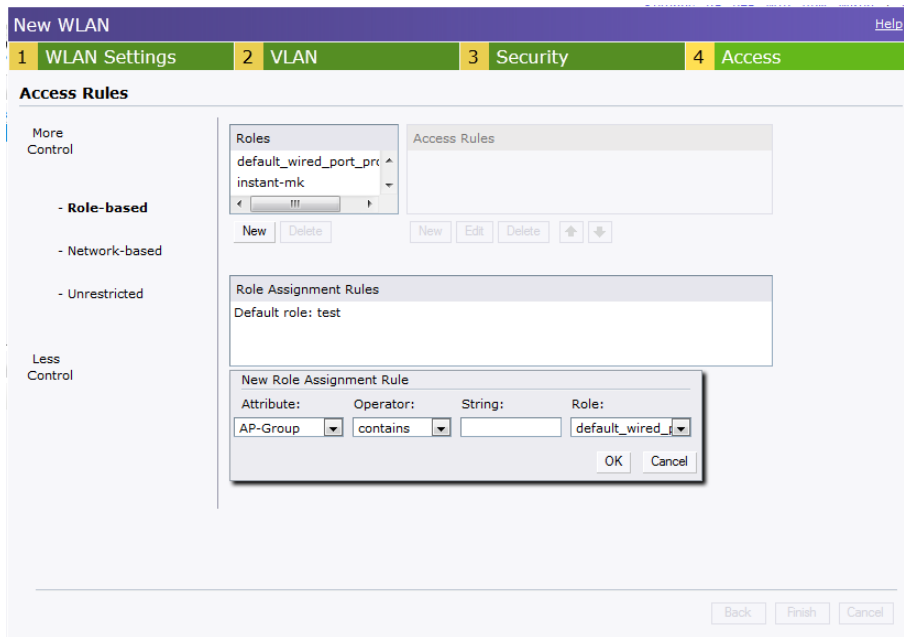 New WLAN
Help
1 WLAN Settings 2 VLAN 3 Security 4 Access
Access Rules
More
Control
- Role-based
- Network-based
- Unrestricted
Less
Control
Roles
default_wired_port_pro
instant-mk
New Delete
Access Rules
New Edit Delete
Role Assignment Rules
Default role: test
New Role Assignment Rule
Attribute: Operator: String: Role:
AP-Group contains default_wired_p
OK Cancel
Back Finish Cancel